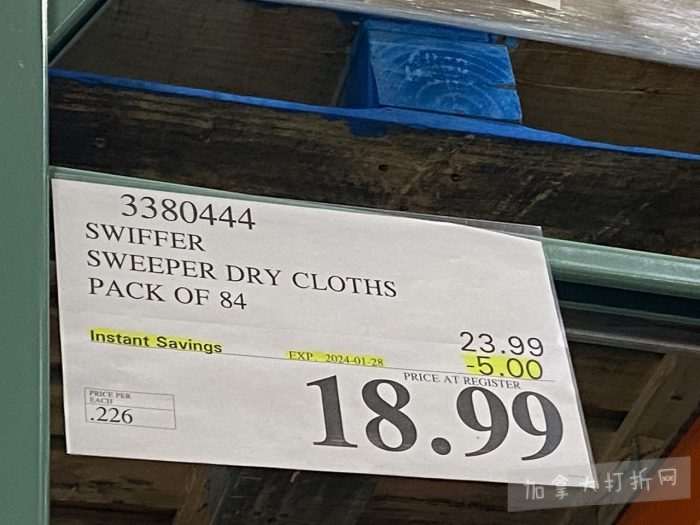 3380444
SWIFFER
SWEEPER DRY CLOTHS
PACK OF 84
23.99
Instant Savings EXP. 2024-01-28 -5.00
PRICE AT REGISTER
18.99
PRICE PER
EACH
.226
加拿大打折网